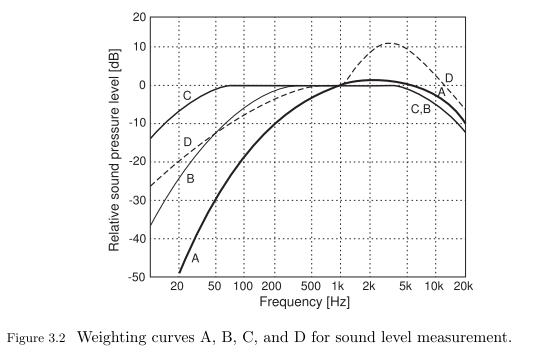 Relative sound pressure level [dB]
20
10
0
-10
-20
-30
-40
-50
C
D
B
A
D
A
C,B
20 50 100 200 500 1k 2k 5k 10k 20k
Frequency [Hz]
Figure 3.2 Weighting curves A, B, C, and D for sound level measurement.